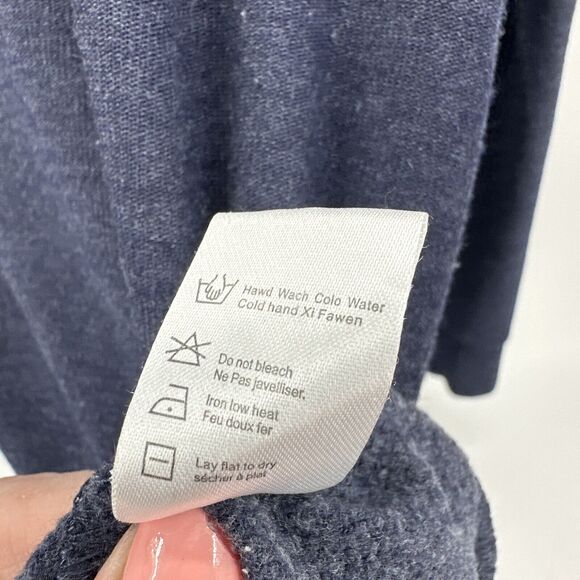 Hawd Wach Colo Water
Cold hand Xi Fawen
Do not bleach
Ne Pas javelliser.
Iron low heat
Feu doux fer
Lay flat to dry
sécher à plat